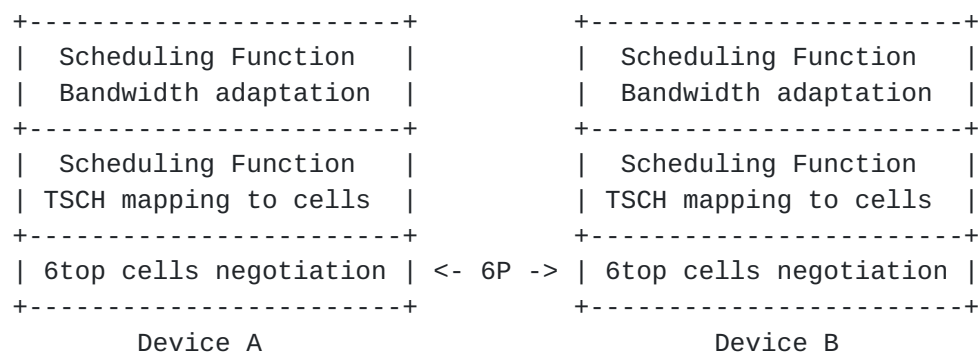 +------------------------+          +------------------------+
|  Scheduling Function   |          |  Scheduling Function   |
|  Bandwidth adaptation  |          |  Bandwidth adaptation  |
+------------------------+          +------------------------+
|  Scheduling Function   |          |  Scheduling Function   |
| TSCH mapping to cells  |          | TSCH mapping to cells  |
+------------------------+          +------------------------+
| 6top cells negotiation | <- 6P -> | 6top cells negotiation |
+------------------------+          +------------------------+
        Device A                             Device B